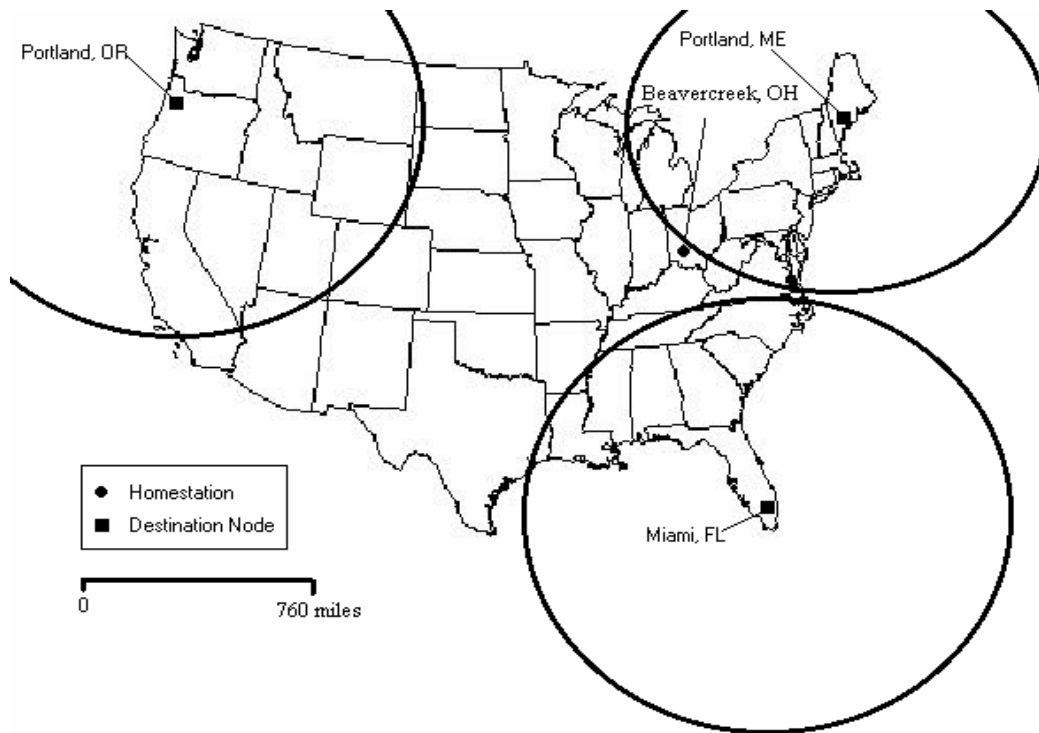 Portland, OR
Portland, ME
Beavercreek, OH
Homestation
Destination Node
Miami, FL
0
760 miles